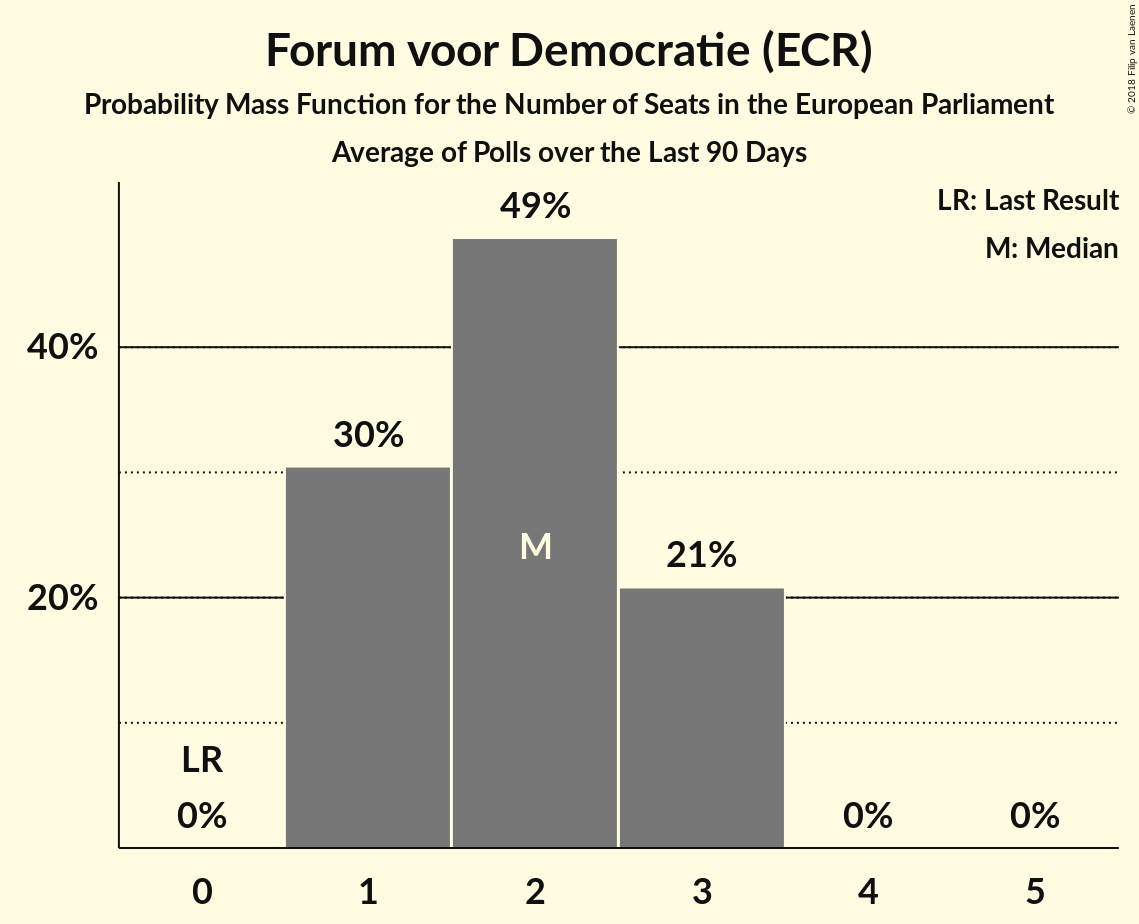 Forum voor Democratie (ECR)
Probability Mass Function for the Number of Seats in the European Parliament
Average of Polls over the Last 90 Days
© 2018 Filip van Laenen
LR: Last Result
M: Median
49%
40%
30%
M
21%
20%
LR
0%
0%
0%
0 1 2 3 4 5